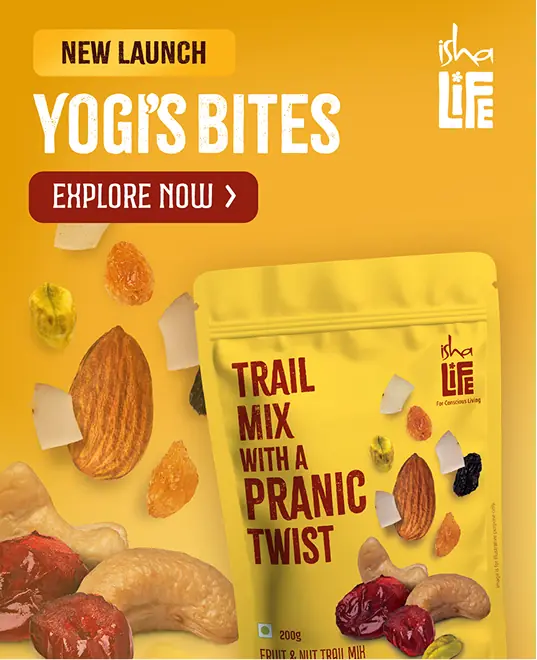 NEW LAUNCH
isha
LIFE
YOGI'S BITES
EXPLORE NOW >
isha
LIFE
For Conscious Living
TRAIL
MIX
WITH A
PRANIC
TWIST
200g
FRUIT & NUT TRAIL MIX